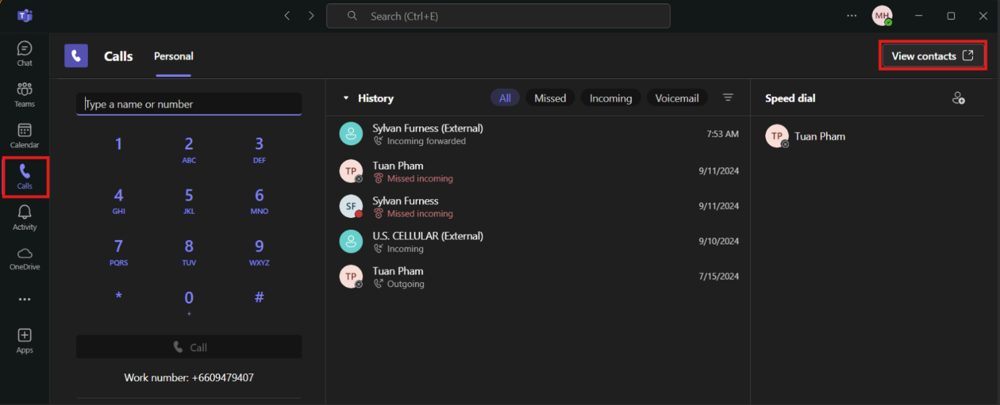 Search (Ctrl+E)
MH
Chat
Teams
Calendar
Calls
Activity
OneDrive
Apps
Calls
Personal
View contacts
Type a name or number
1
2
3
ABC
DEF
4
5
6
GHI
JKL
MNO
7
8
9
PQRS
TUV
WXYZ
*
0
#
+
Call
Work number: +6609479407
History
All
Missed
Incoming
Voicemail
Sylvan Furness (External)
Incoming forwarded
7:53 AM
TP
Tuan Pham
Missed incoming
9/11/2024
SF
Sylvan Furness
Missed incoming
9/11/2024
U.S. CELLULAR (External)
Incoming
9/10/2024
TP
Tuan Pham
Outgoing
7/15/2024
Speed dial
TP
Tuan Pham